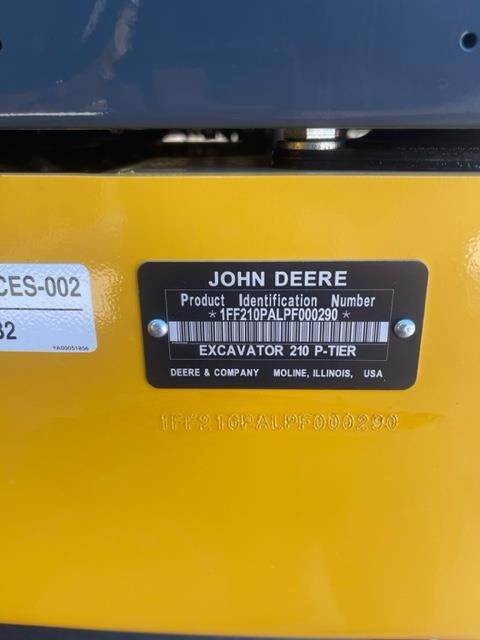 CES-002
32
YA00051856
JOHN DEERE
Product Identification Number
*1FF210PALPF000290*
EXCAVATOR 210 P-TIER
DEERE & COMPANY MOLINE, ILLINOIS, USA
1FF210PALPF000290